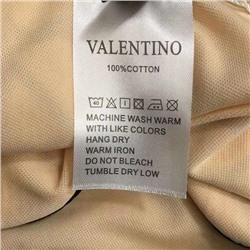 VALENTINO
100%COTTON
40
MACHINE WASH WARM
WITH LIKE COLORS
HANG DRY
WARM IRON
DO NOT BLEACH
TUMBLE DRY LOW